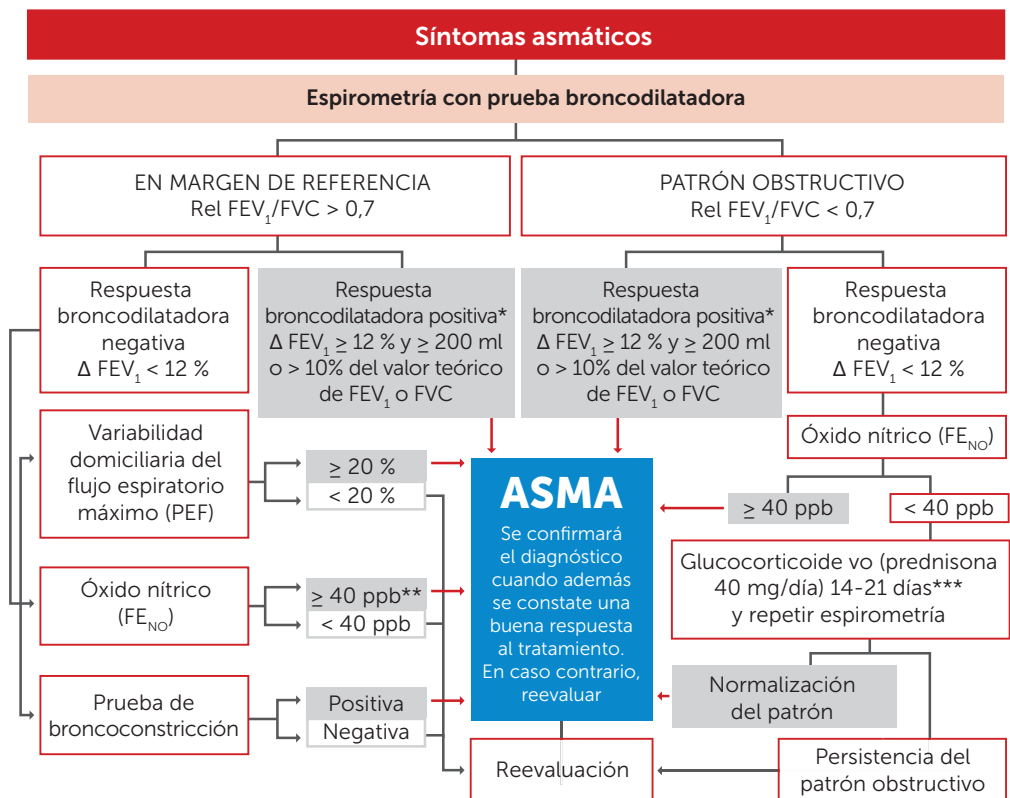 Síntomas asmáticos
Espirometría con prueba broncodilatadora
EN MARGEN DE REFERENCIA
Rel FEV₁/FVC > 0,7
PATRÓN OBSTRUCTIVO
Rel FEV₁/FVC < 0,7
Respuesta
broncodilatadora
negativa
Δ FEV₁ < 12 %
Respuesta
broncodilatadora positiva*
Δ FEV₁ ≥ 12 % y ≥ 200 ml
o > 10% del valor teórico
de FEV₁ o FVC
Respuesta
broncodilatadora positiva*
Δ FEV₁ ≥ 12 % y ≥ 200 ml
o > 10% del valor teórico
de FEV₁ o FVC
Respuesta
broncodilatadora
negativa
Δ FEV₁ < 12 %
Variabilidad
domiciliaria del
flujo espiratorio
máximo (PEF)
≥ 20 %
< 20 %
Óxido nítrico
(FE_NO)
≥ 40 ppb**
< 40 ppb
Prueba de
broncoconstricción
Positiva
Negativa
ASMA
Se confirmará
el diagnóstico
cuando además
se constate una
buena respuesta
al tratamiento.
En caso contrario,
reevaluar
Reevaluación
Óxido nítrico (FE_NO)
≥ 40 ppb
< 40 ppb
Glucocorticoide vo (prednisona
40 mg/día) 14-21 días***
y repetir espirometría
Normalización
del patrón
Persistencia del
patrón obstructivo